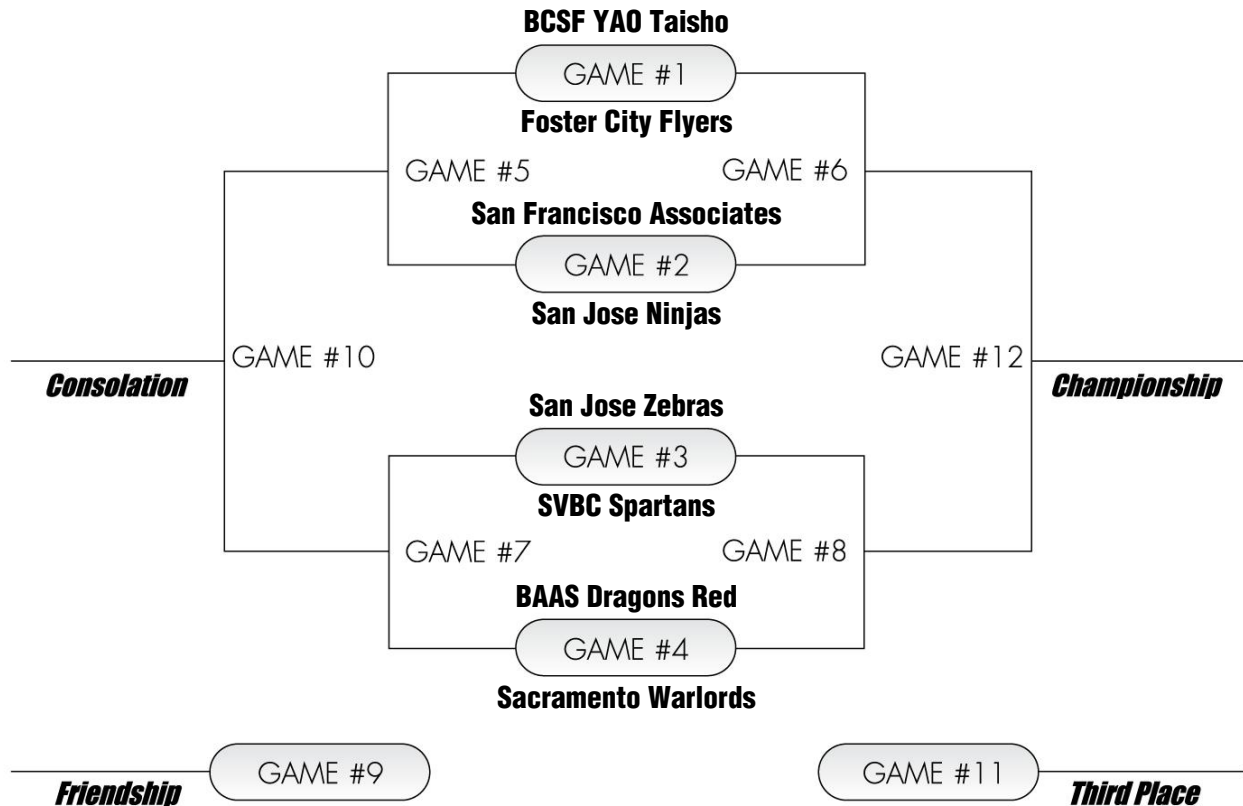 BCSF YAO Taisho
GAME #1
Foster City Flyers
GAME #5
GAME #6
San Francisco Associates
GAME #2
San Jose Ninjas
GAME #10
GAME #12
Consolation
Championship
San Jose Zebras
GAME #3
SVBC Spartans
GAME #7
GAME #8
BAAS Dragons Red
GAME #4
Sacramento Warlords
GAME #9
GAME #11
Friendship
Third Place